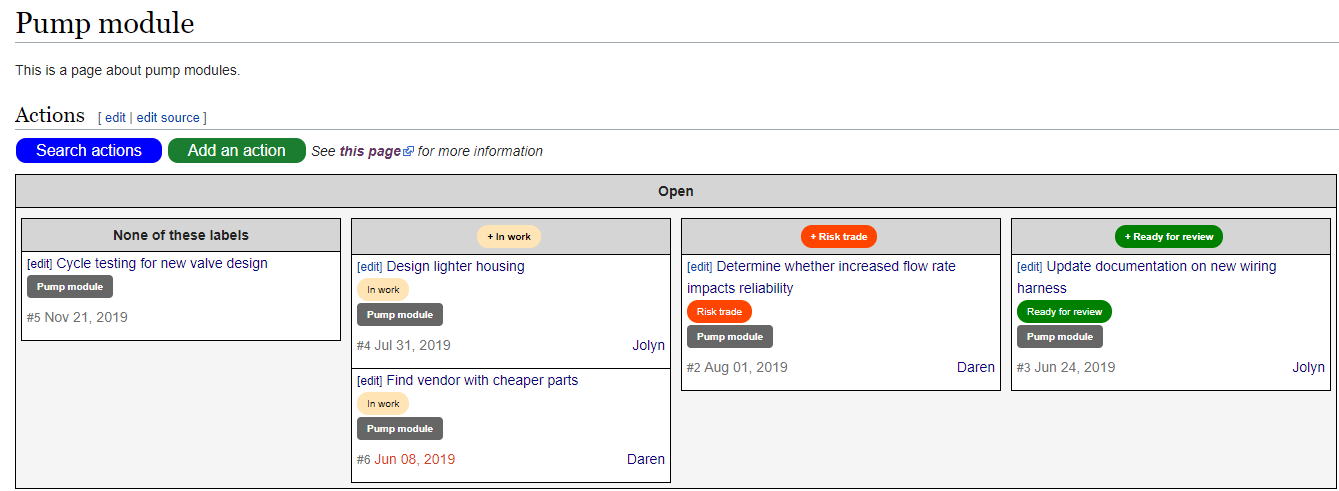 Pump module
This is a page about pump modules.
Actions [ edit | edit source ]
Search actions Add an action See this page for more information
Open
None of these labels
[edit] Cycle testing for new valve design
Pump module
#5 Nov 21, 2019
+ In work
[edit] Design lighter housing
In work
Pump module
#4 Jul 31, 2019 Jolyn
[edit] Find vendor with cheaper parts
In work
Pump module
#6 Jun 08, 2019 Daren
+ Risk trade
[edit] Determine whether increased flow rate
impacts reliability
Risk trade
Pump module
#2 Aug 01, 2019 Daren
+ Ready for review
[edit] Update documentation on new wiring
harness
Ready for review
Pump module
#3 Jun 24, 2019 Jolyn